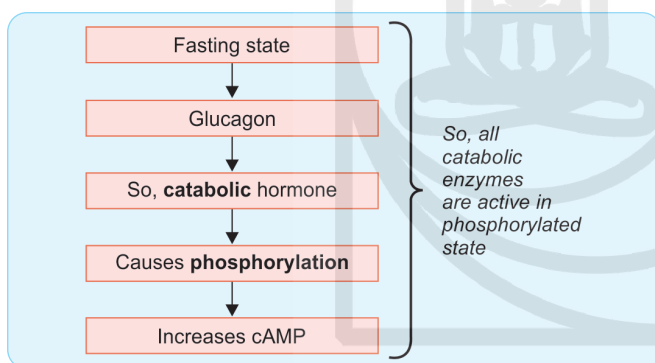 Fasting state
Glucagon
So, catabolic hormone
Causes phosphorylation
Increases cAMP
So, all
catabolic
enzymes
are active in
phosphorylated
state